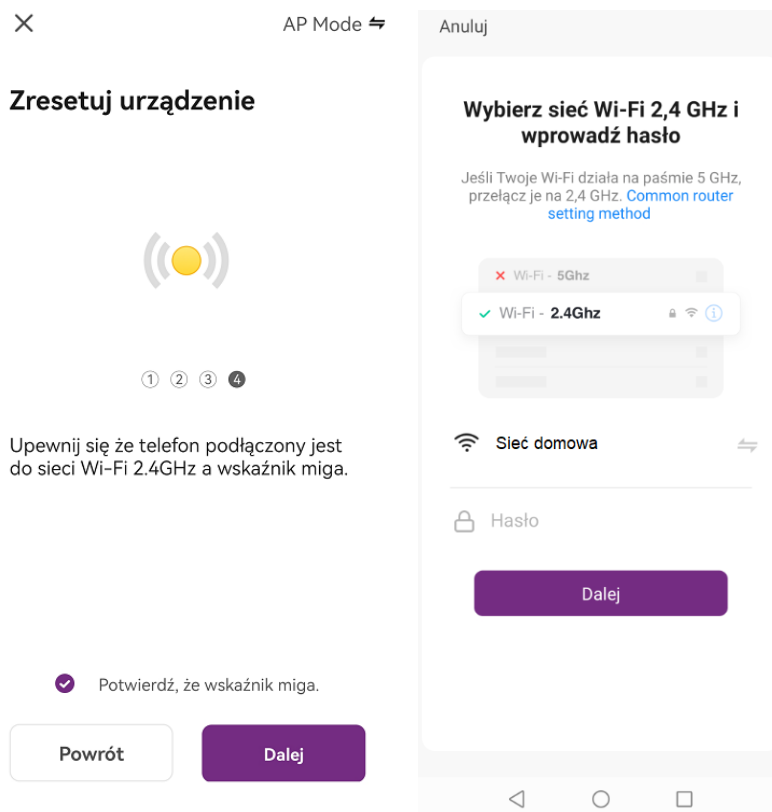 AP Mode
Zresetuj urządzenie
1 2 3 4
Upewnij się że telefon podłączony jest
do sieci Wi-Fi 2.4GHz a wskaźnik miga.
Potwierdź, że wskaźnik miga.
Powrót
Dalej
Anuluj
Wybierz sieć Wi-Fi 2,4 GHz i
wprowadź hasło
Jeśli Twoje Wi-Fi działa na paśmie 5 GHz,
przełącz je na 2,4 GHz. Common router
setting method
Wi-Fi - 5Ghz
Wi-Fi - 2.4Ghz
Sieć domowa
Hasło
Dalej